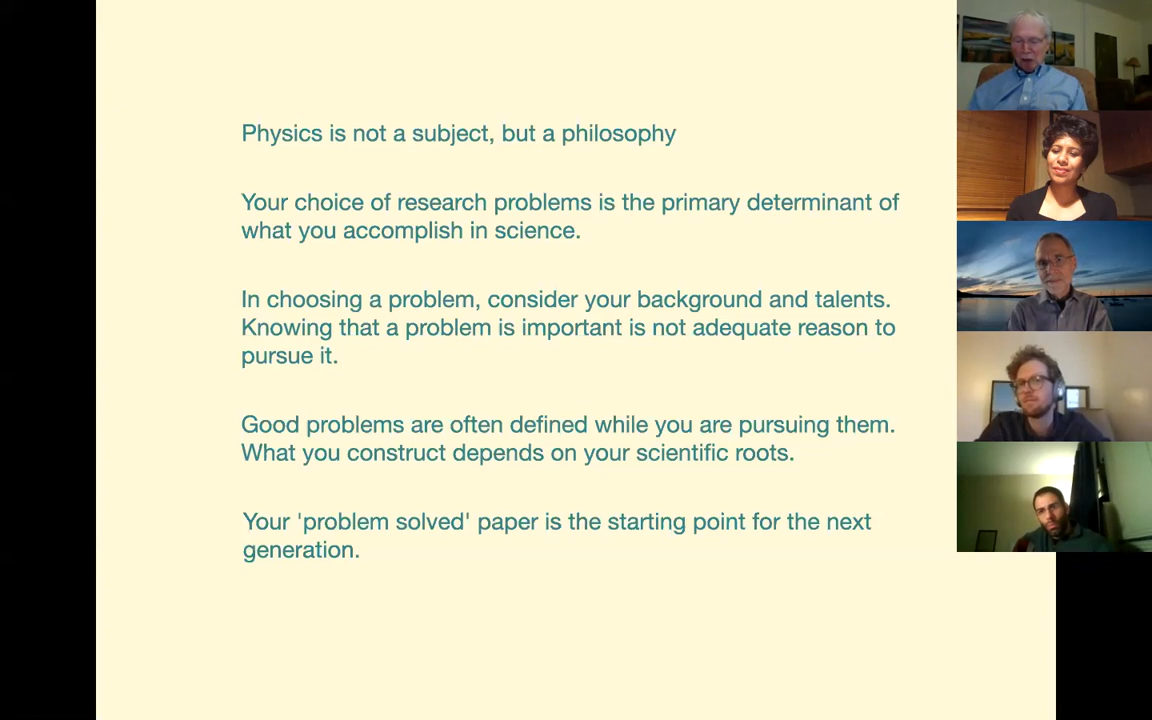 Physics is not a subject, but a philosophy
Your choice of research problems is the primary determinant of
what you accomplish in science.
In choosing a problem, consider your background and talents.
Knowing that a problem is important is not adequate reason to
pursue it.
Good problems are often defined while you are pursuing them.
What you construct depends on your scientific roots.
Your 'problem solved' paper is the starting point for the next
generation.